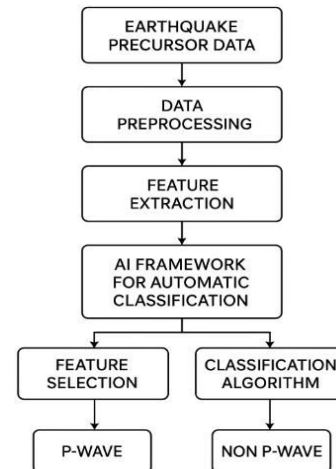 EARTHQUAKE
PRECURSOR DATA
DATA
PREPROCESSING
FEATURE
EXTRACTION
AI FRAMEWORK
FOR AUTOMATIC
CLASSIFICATION
FEATURE
SELECTION
CLASSIFICATION
ALGORITHM
P-WAVE
NON P-WAVE